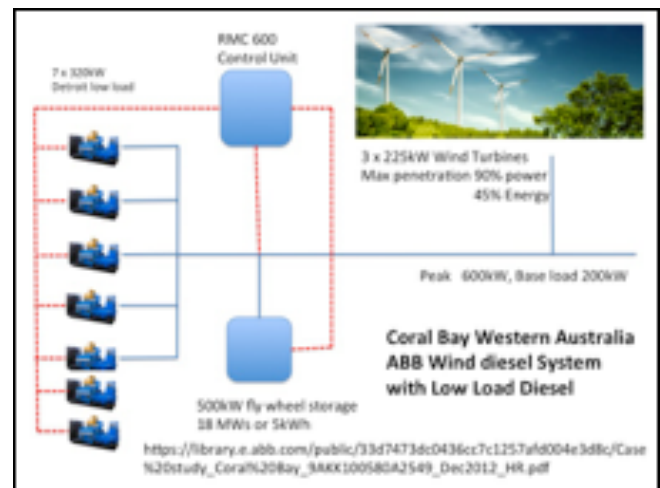 RMC 600
Control Unit
7 x 320kW
Detroit low load
3 x 225kW Wind Turbines
Max penetration 90% power
45% Energy
Peak 600kW, Base load 200kW
Coral Bay Western Australia
ABB Wind diesel System
with Low Load Diesel
500kW fly wheel storage
18 MWs or 5kWh
https://library.e.abb.com/public/33d7473dc0436cc7c1257afd004e3d8c/Case
%20study_Coral%20Bay_9AKK100580A2549_Dec2012_HR.pdf